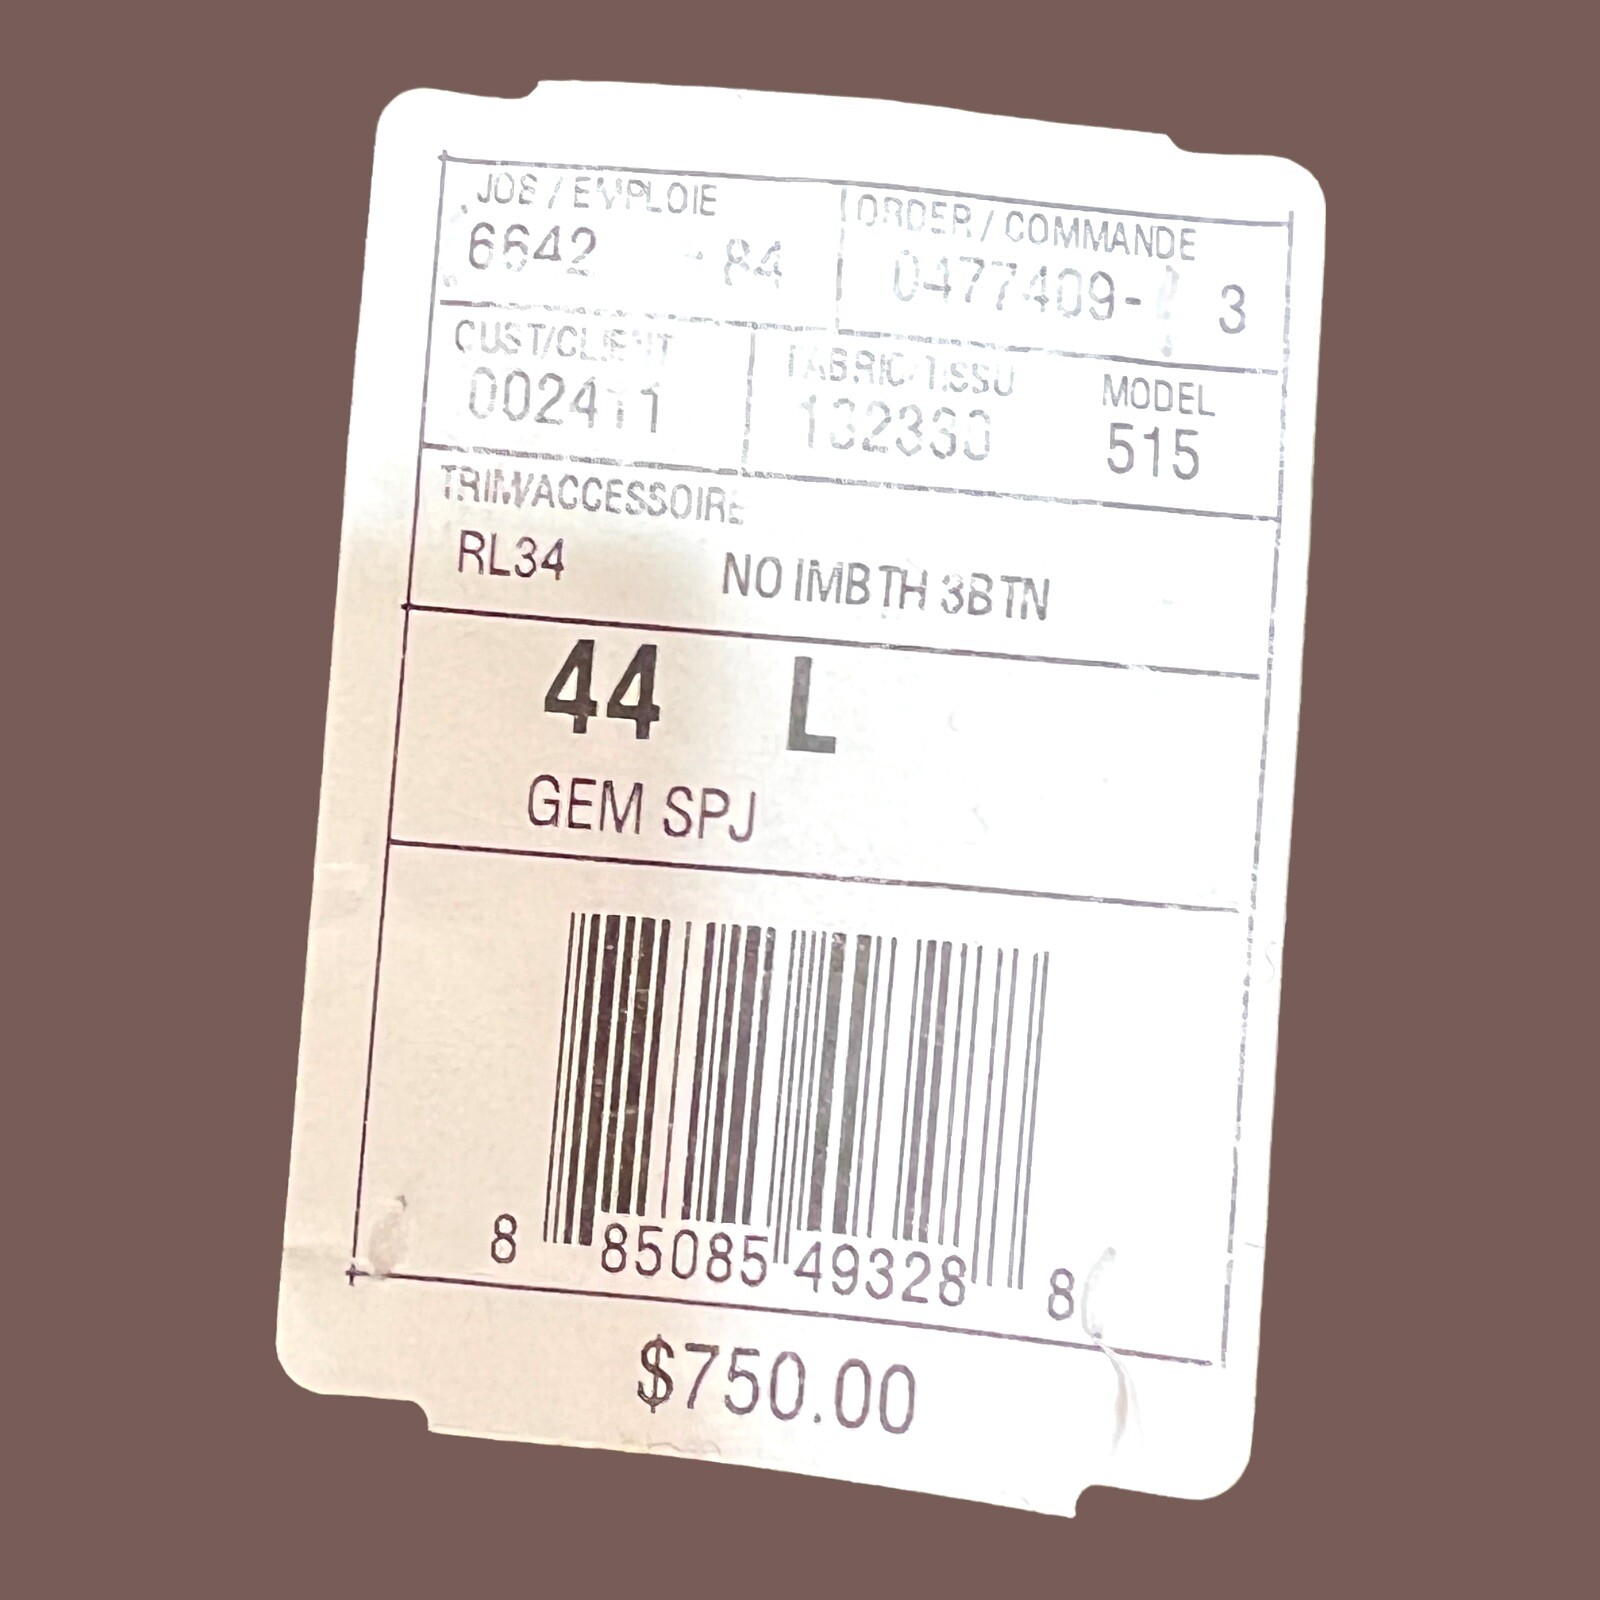 JOB / EMPLOIE
6642 - 84
ORDER / COMMANDE
0477409- 3
CUST/CLIENT
002411
FABRIC/TISSU
132330
MODEL
515
TRIM/ACCESSOIRE
RL34 NO IMBTH 3BTN
44 L
GEM SPJ
8 85085 49328 8
$750.00